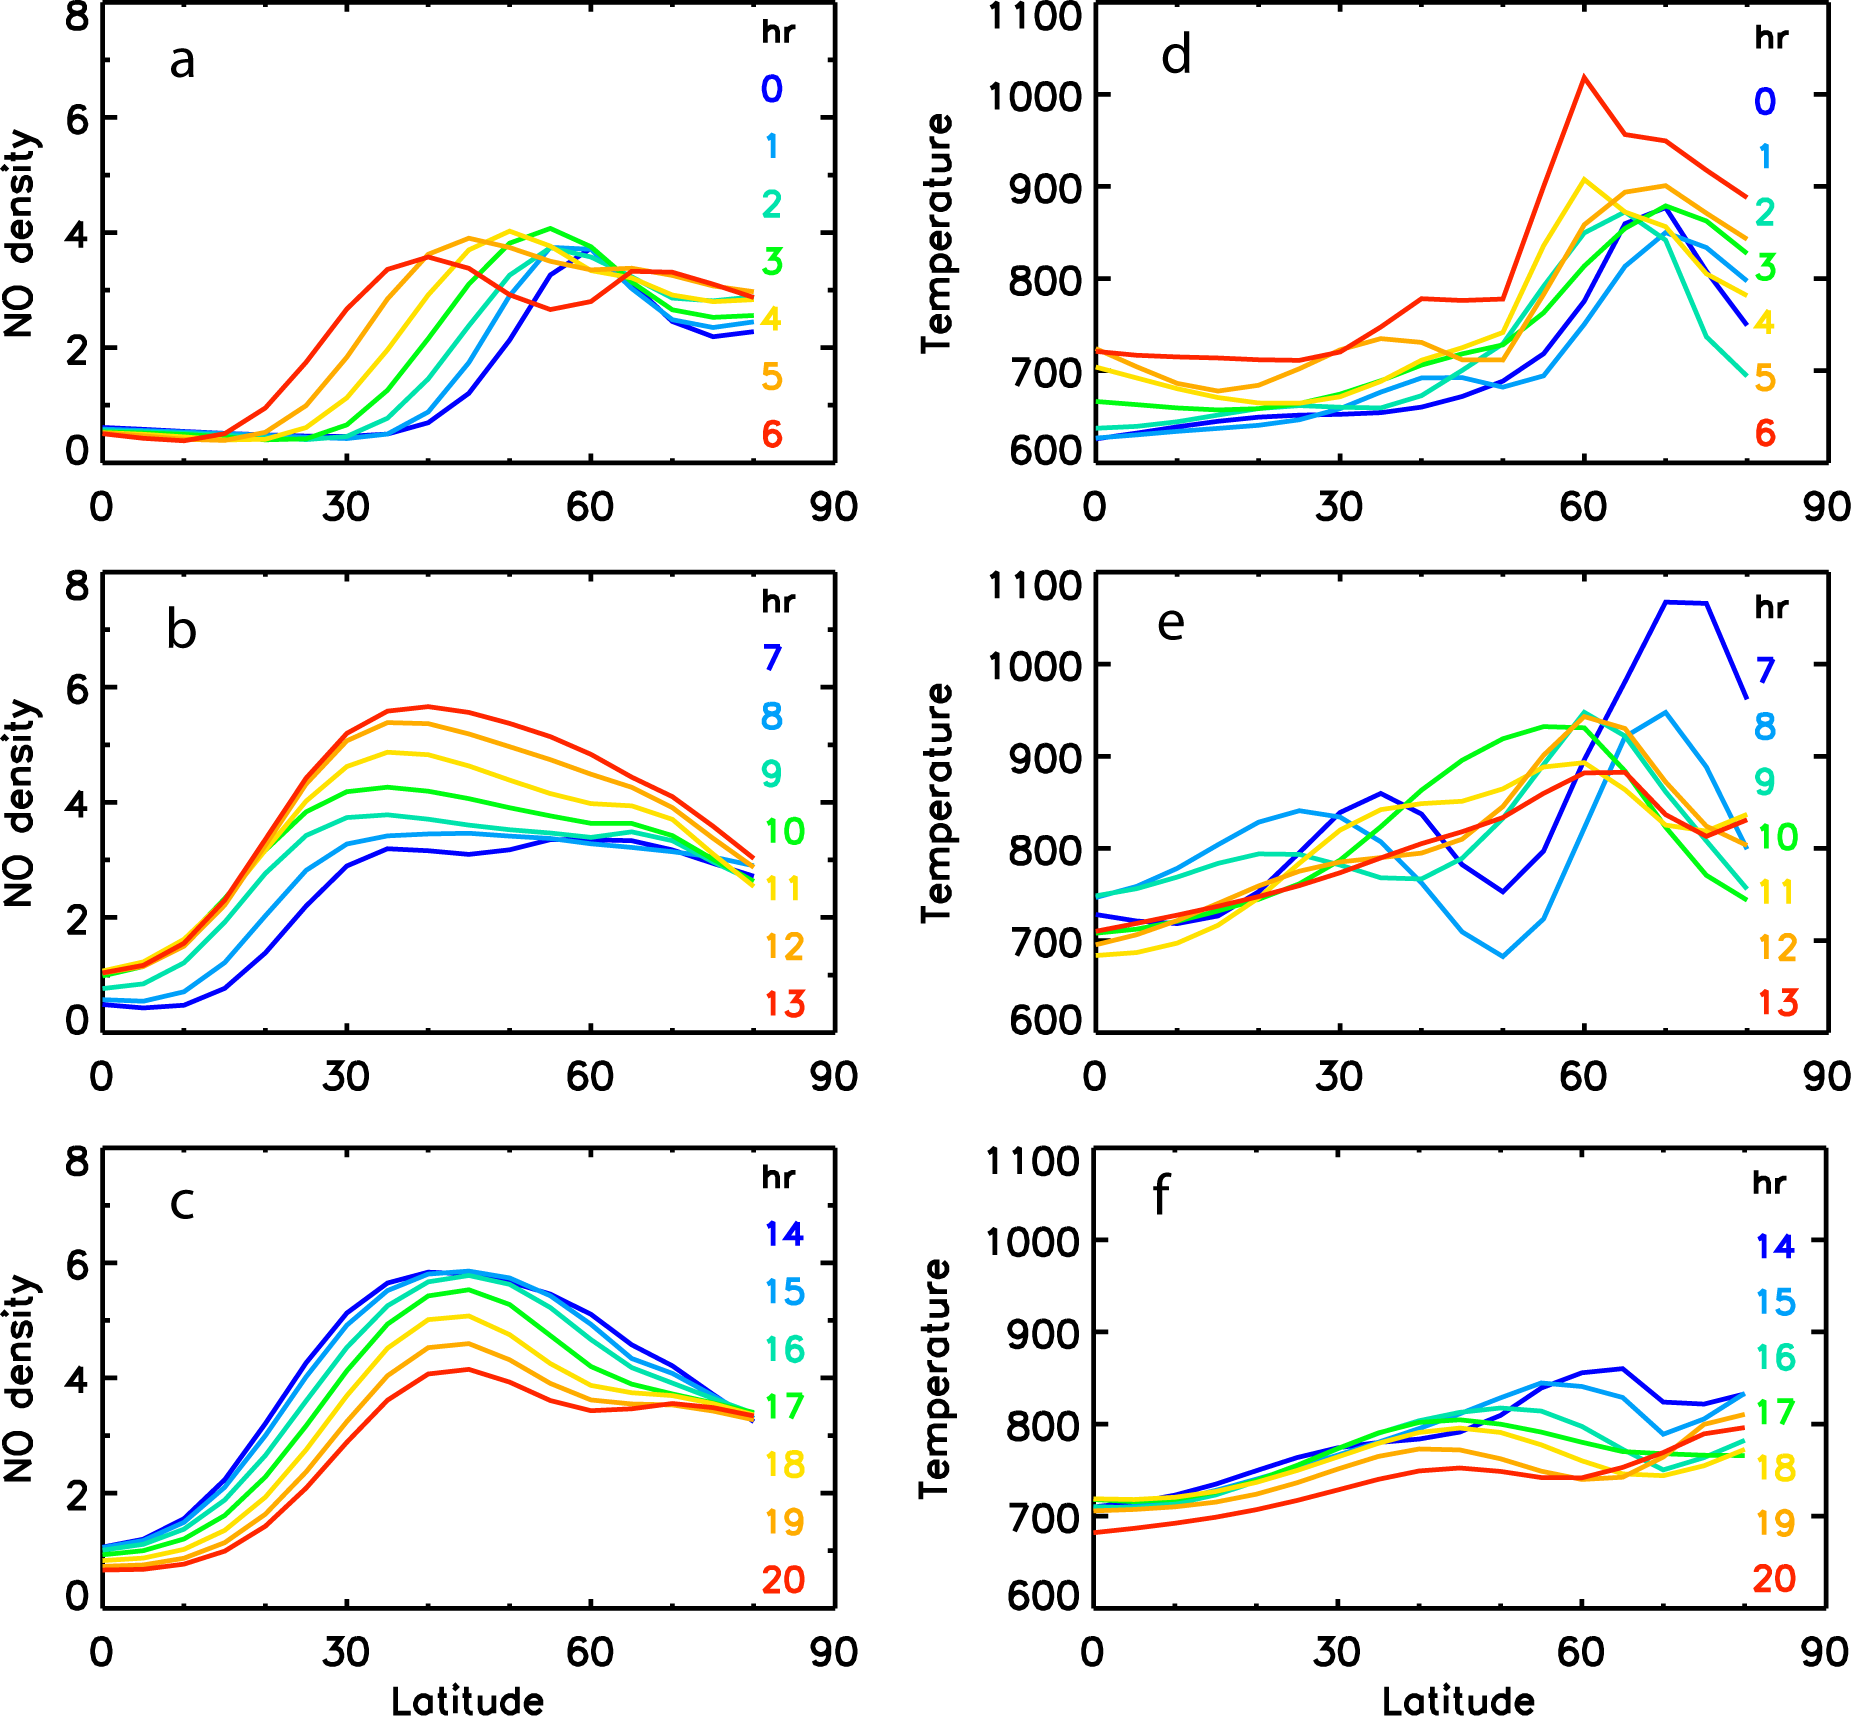 8
6
4
2
0
NO density
a
hr
0
1
2
3
4
5
6
0 30 60 90
1100
1000
900
800
700
600
Temperature
d
hr
0
1
2
3
4
5
6
0 30 60 90
8
6
4
2
0
NO density
b
hr
7
8
9
10
11
12
13
0 30 60 90
1100
1000
900
800
700
600
Temperature
e
hr
7
8
9
10
11
12
13
0 30 60 90
8
6
4
2
0
NO density
c
hr
14
15
16
17
18
19
20
0 30 60 90
Latitude
1100
1000
900
800
700
600
Temperature
f
hr
14
15
16
17
18
19
20
0 30 60 90
Latitude